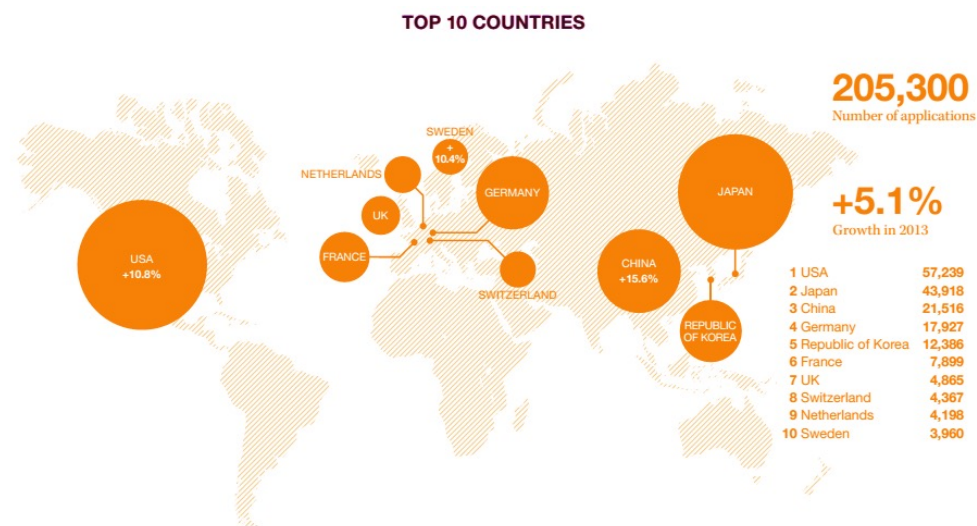 TOP 10 COUNTRIES
205,300
Number of applications
SWEDEN
+
10.4%
NETHERLANDS
GERMANY
JAPAN
UK
+5.1%
Growth in 2013
FRANCE
USA
+10.8%
CHINA
+15.6%
SWITZERLAND
REPUBLIC
OF KOREA
1 USA 57,239
2 Japan 43,918
3 China 21,516
4 Germany 17,927
5 Republic of Korea 12,386
6 France 7,899
7 UK 4,865
8 Switzerland 4,367
9 Netherlands 4,198
10 Sweden 3,960